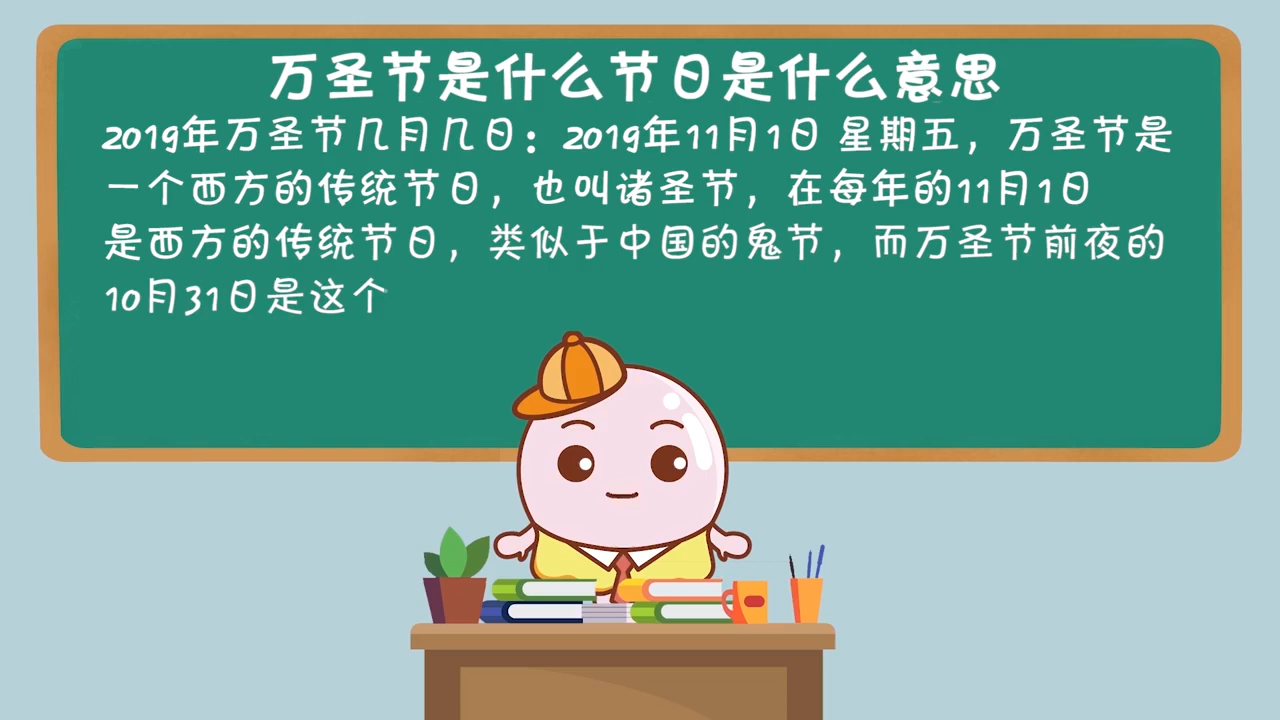 万圣节是什么节日是什么意思
2019年万圣节几月几日：2019年11月1日 星期五，万圣节是
一个西方的传统节日，也叫诸圣节，在每年的11月1日
是西方的传统节日，类似于中国的鬼节，而万圣节前夜的
10月31日是这个